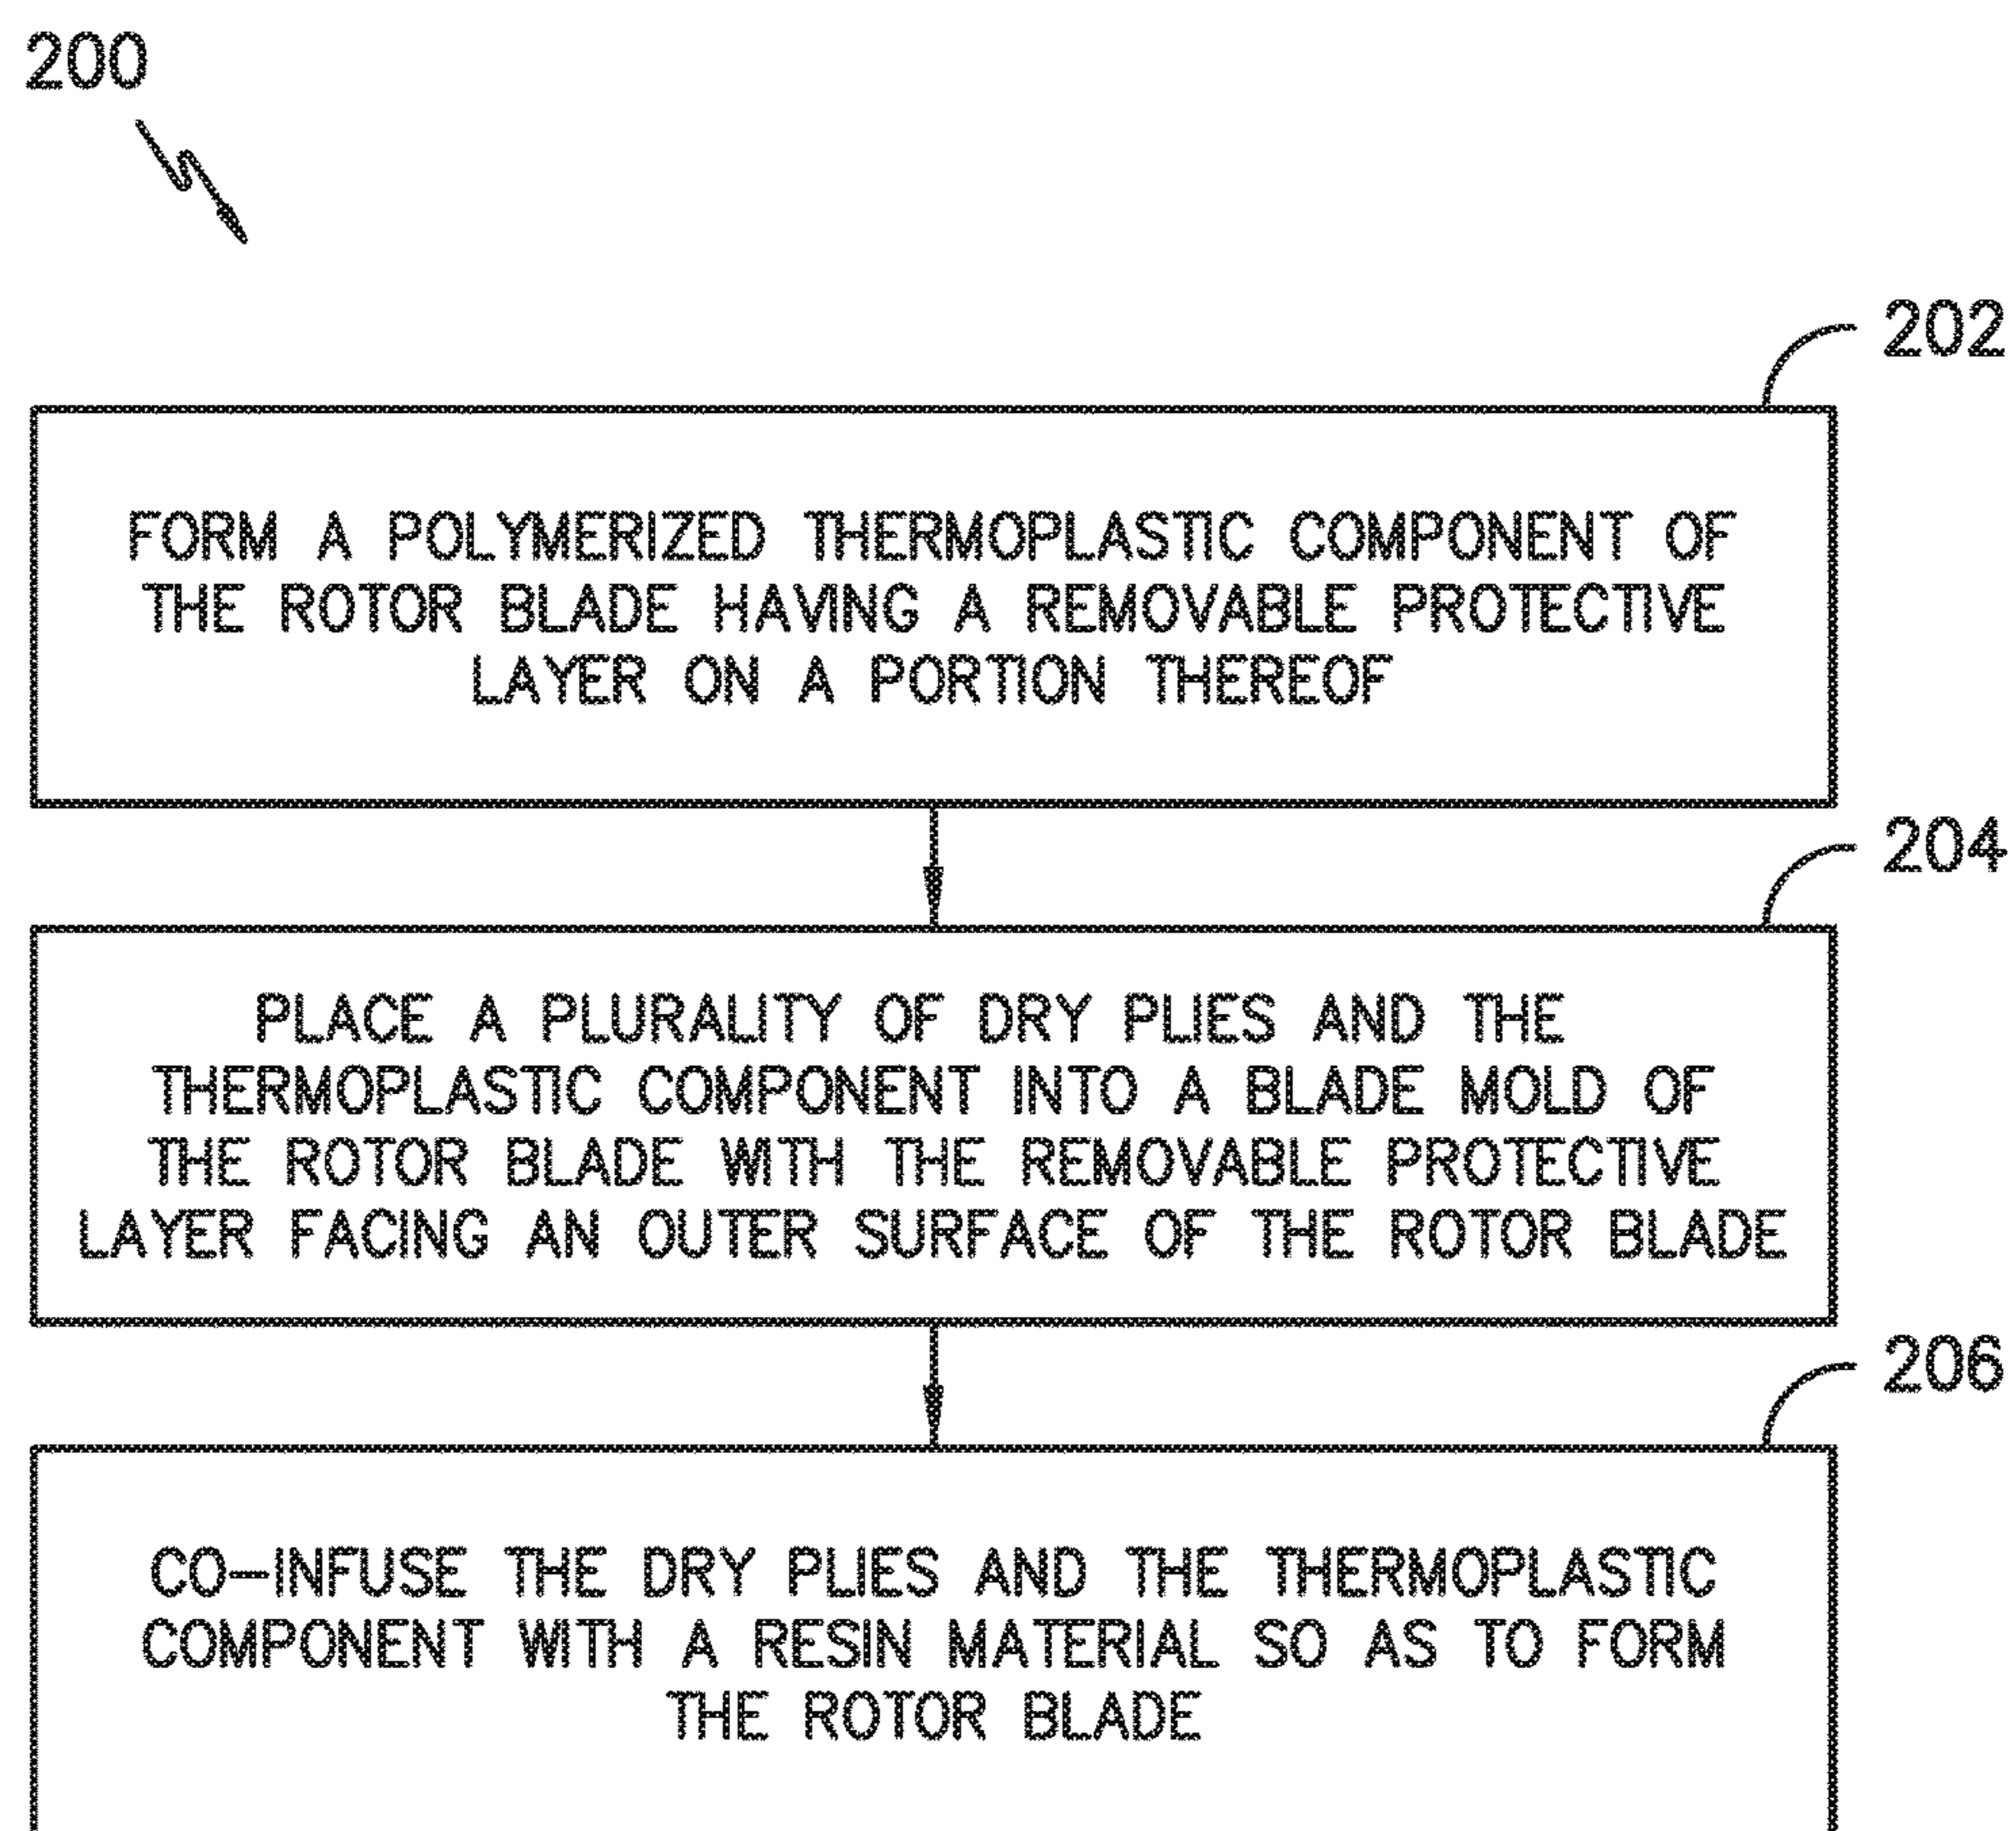 200
202
FORM A POLYMERIZED THERMOPLASTIC COMPONENT OF
THE ROTOR BLADE HAVING A REMOVABLE PROTECTIVE
LAYER ON A PORTION THEREOF
204
PLACE A PLURALITY OF DRY PLIES AND THE
THERMOPLASTIC COMPONENT INTO A BLADE MOLD OF
THE ROTOR BLADE WITH THE REMOVABLE PROTECTIVE
LAYER FACING AN OUTER SURFACE OF THE ROTOR BLADE
206
CO-INFUSE THE DRY PLIES AND THE THERMOPLASTIC
COMPONENT WITH A RESIN MATERIAL SO AS TO FORM
THE ROTOR BLADE